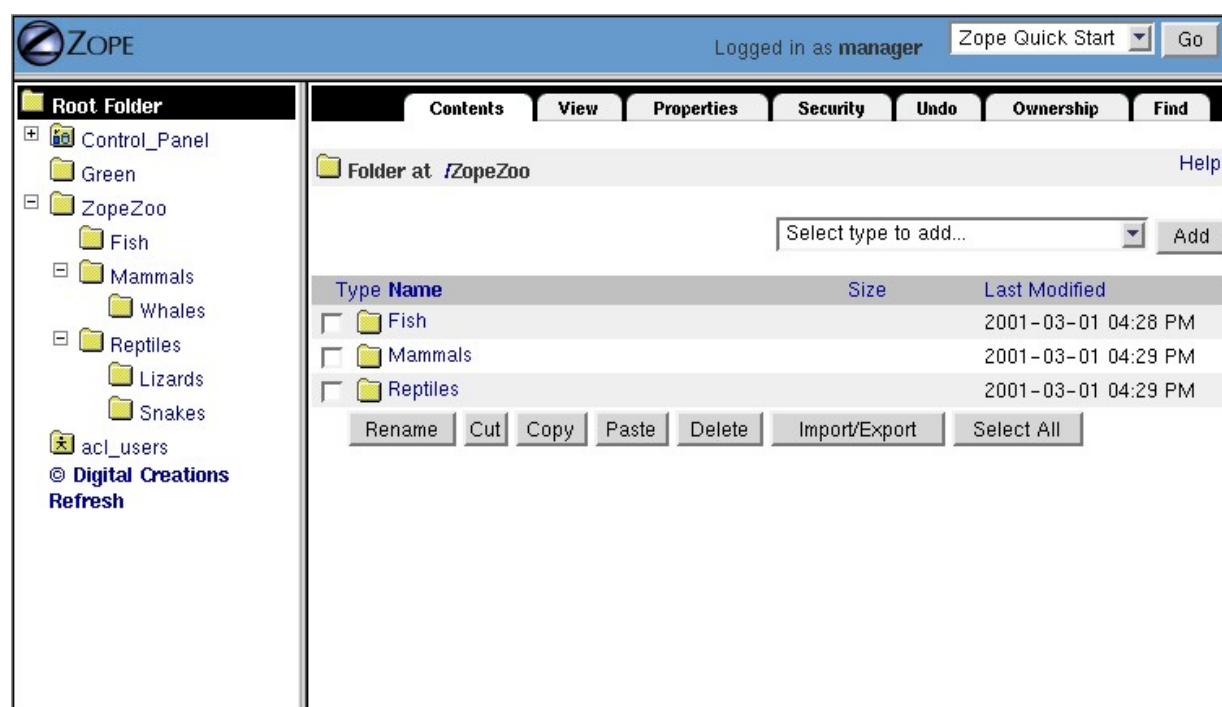 ZOPE
Logged in as manager
Zope Quick Start
Go
Root Folder
Control_Panel
Green
ZopeZoo
Fish
Mammals
Whales
Reptiles
Lizards
Snakes
acl_users
© Digital Creations
Refresh
Contents View Properties Security Undo Ownership Find
Folder at /ZopeZoo
Help
Select type to add...
Add
Type Name Size Last Modified
Fish 2001-03-01 04:28 PM
Mammals 2001-03-01 04:29 PM
Reptiles 2001-03-01 04:29 PM
Rename Cut Copy Paste Delete Import/Export Select All